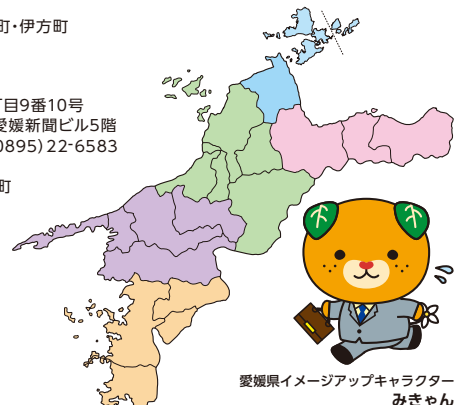 町・伊方町
丁目9番10号
愛媛新聞ビル5階
0895）22-6583
町
愛媛県イメージアップキャラクター
みきゃん